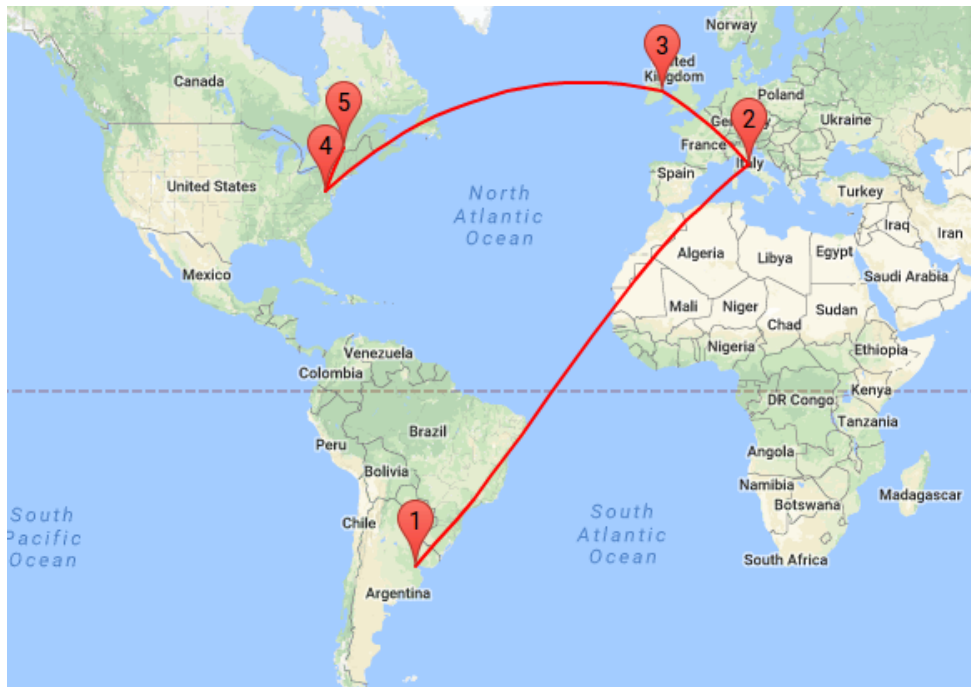 Norway
Canada
3
United
Kingdom
5
Poland
2
Ukraine
4
France
Italy
United States
Spain
Turkey
North
Atlantic
Ocean
Iraq
Iran
Algeria
Libya
Egypt
Mexico
Saudi Arabia
Mali
Niger
Sudan
Chad
Venezuela
Nigeria
Ethiopia
Colombia
DR Congo
Kenya
Tanzania
Brazil
Peru
Angola
Bolivia
Namibia
Madagascar
Botswana
South
Pacific
Ocean
Chile
1
South
Atlantic
Ocean
South Africa
Argentina